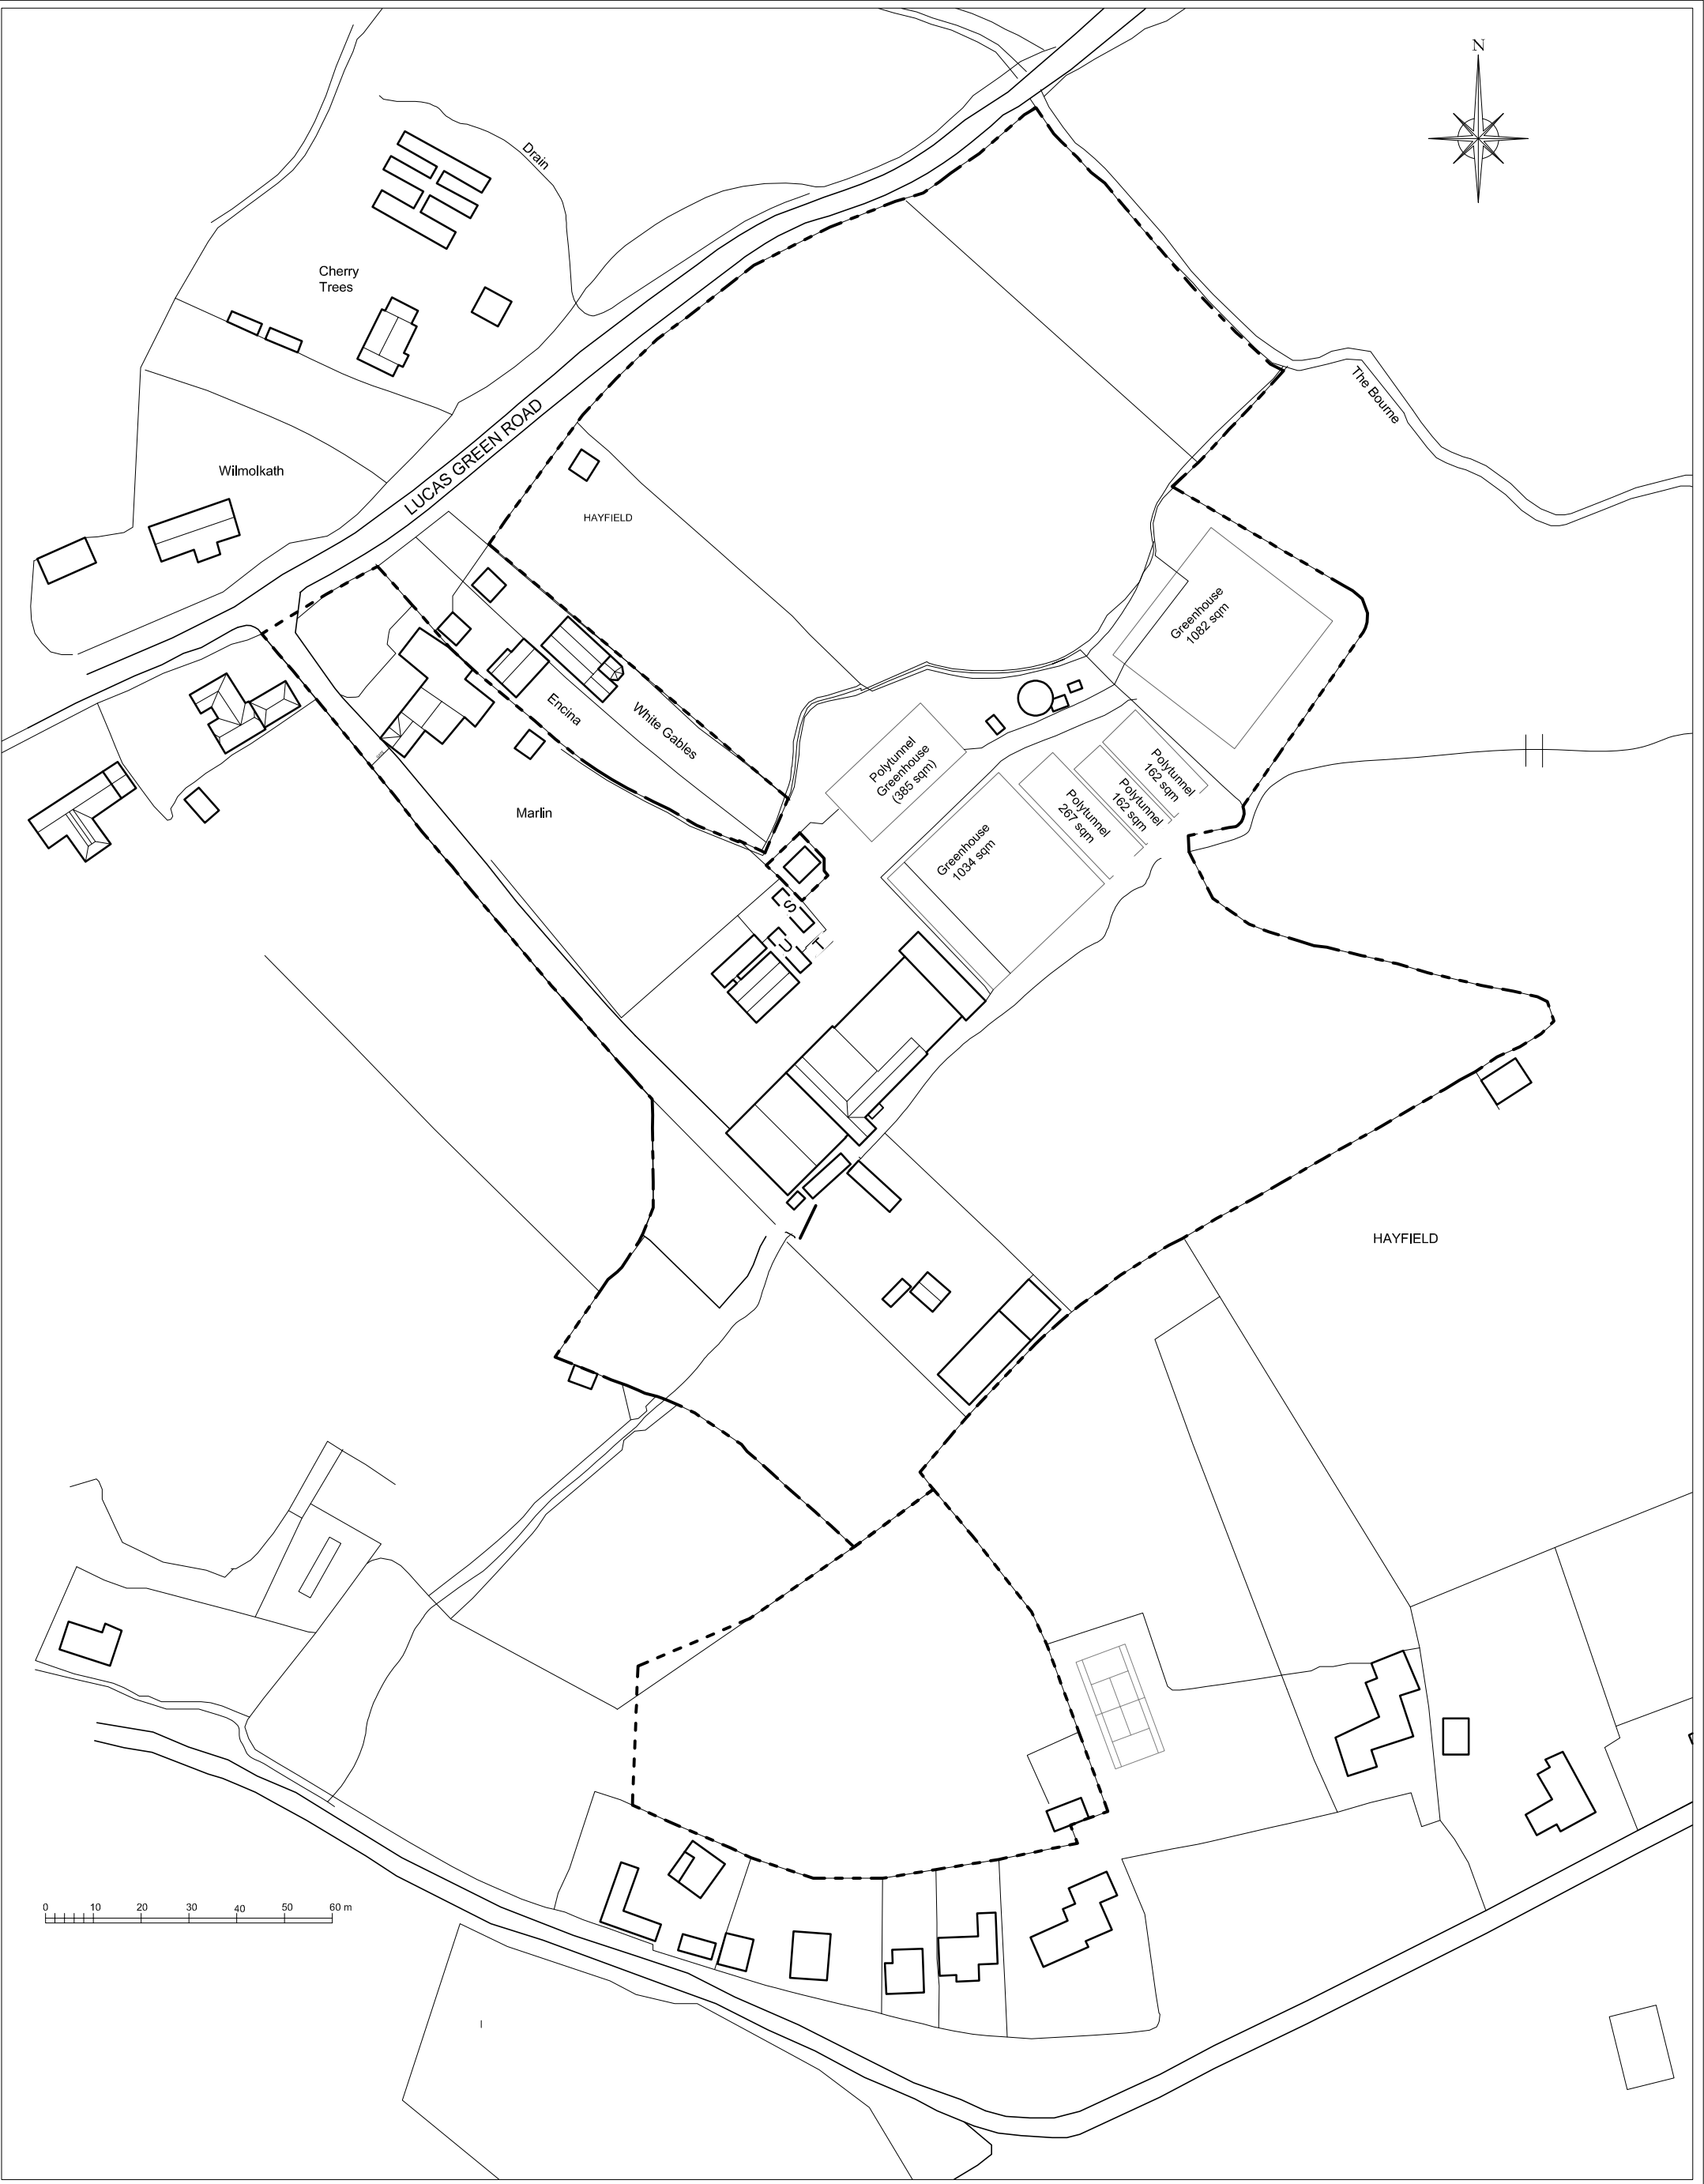 N
Drain
Cherry
Trees
The Bourne
LUCAS GREEN ROAD
Wilmolkath
HAYFIELD
Greenhouse
1082 sqm
Encina
White Gables
Polytunnel
Greenhouse
(385 sqm)
Polytunnel
162 sqm
Polytunnel
162 sqm
Polytunnel
267 sqm
Marlin
Greenhouse
1034 sqm
S
U
T
HAYFIELD
0 10 20 30 40 50 60 m